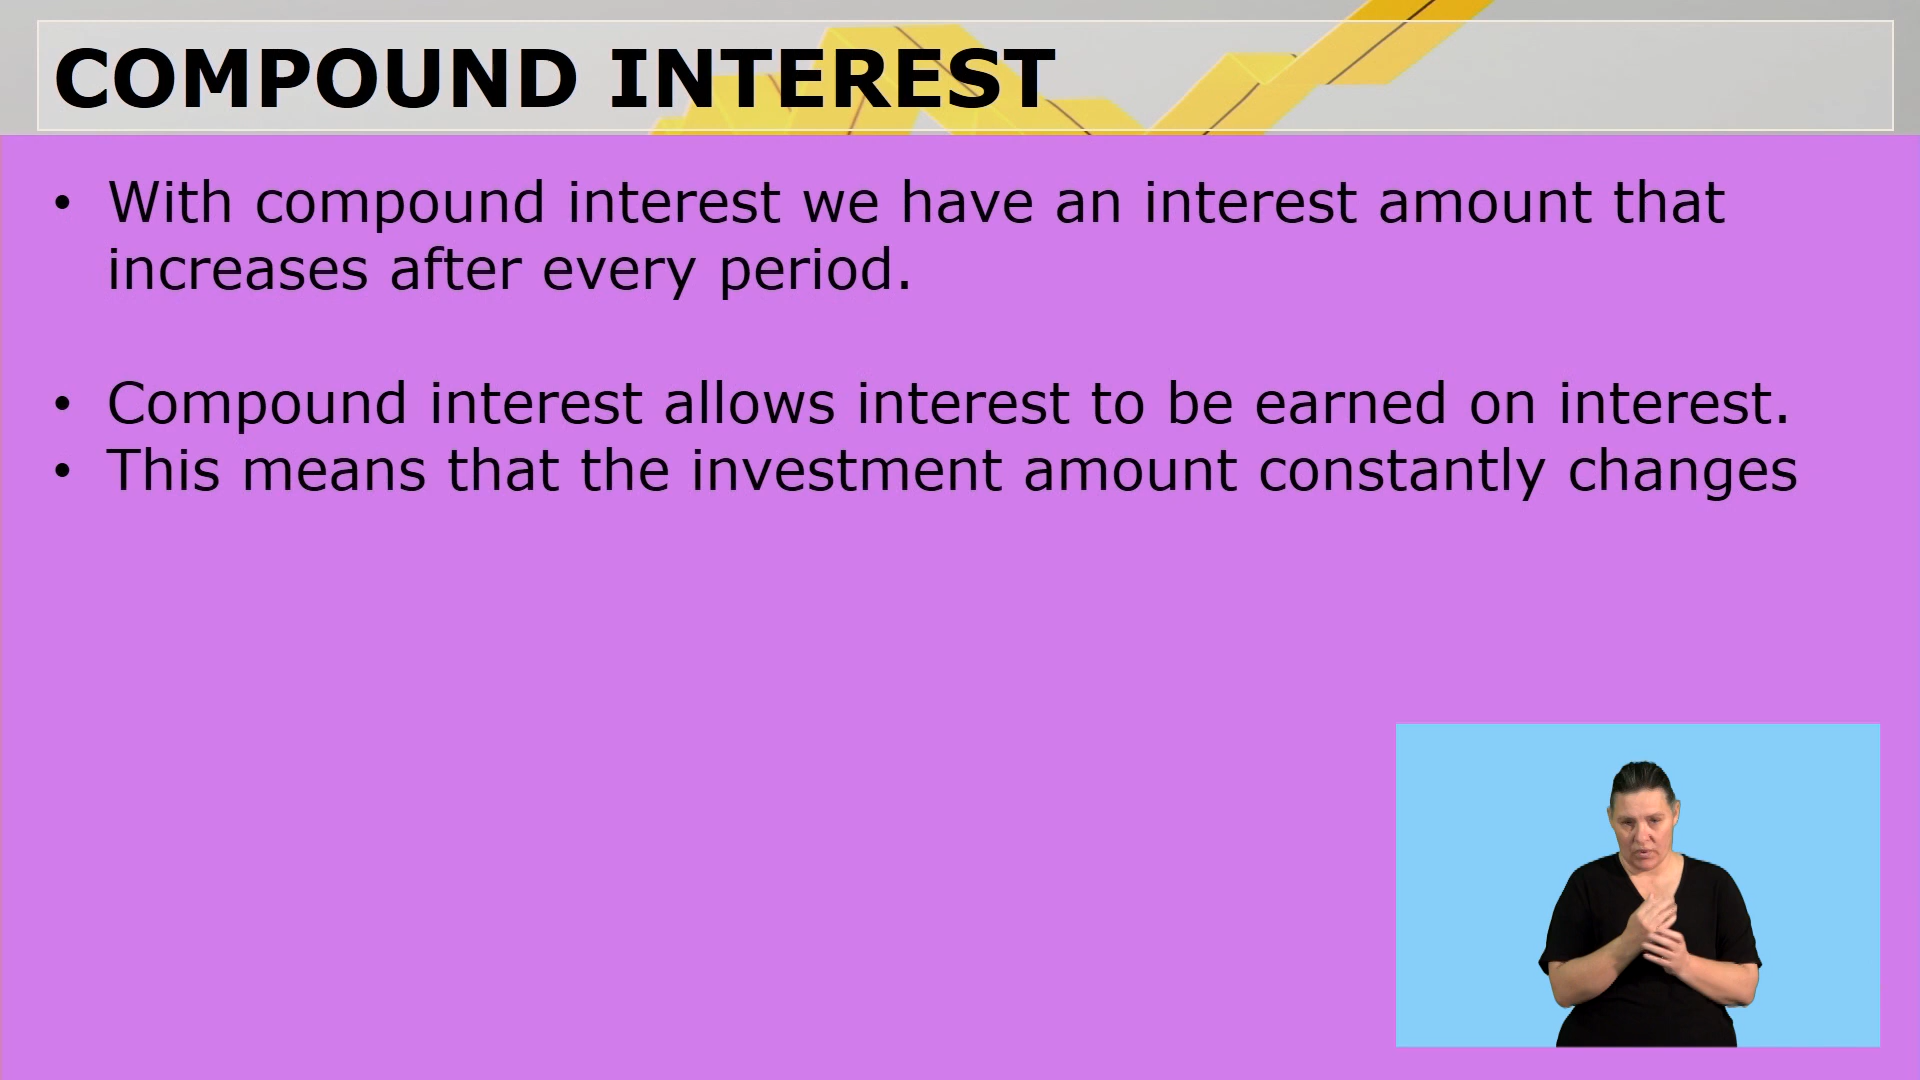 COMPOUND INTEREST
• With compound interest we have an interest amount that
increases after every period.
• Compound interest allows interest to be earned on interest.
• This means that the investment amount constantly changes